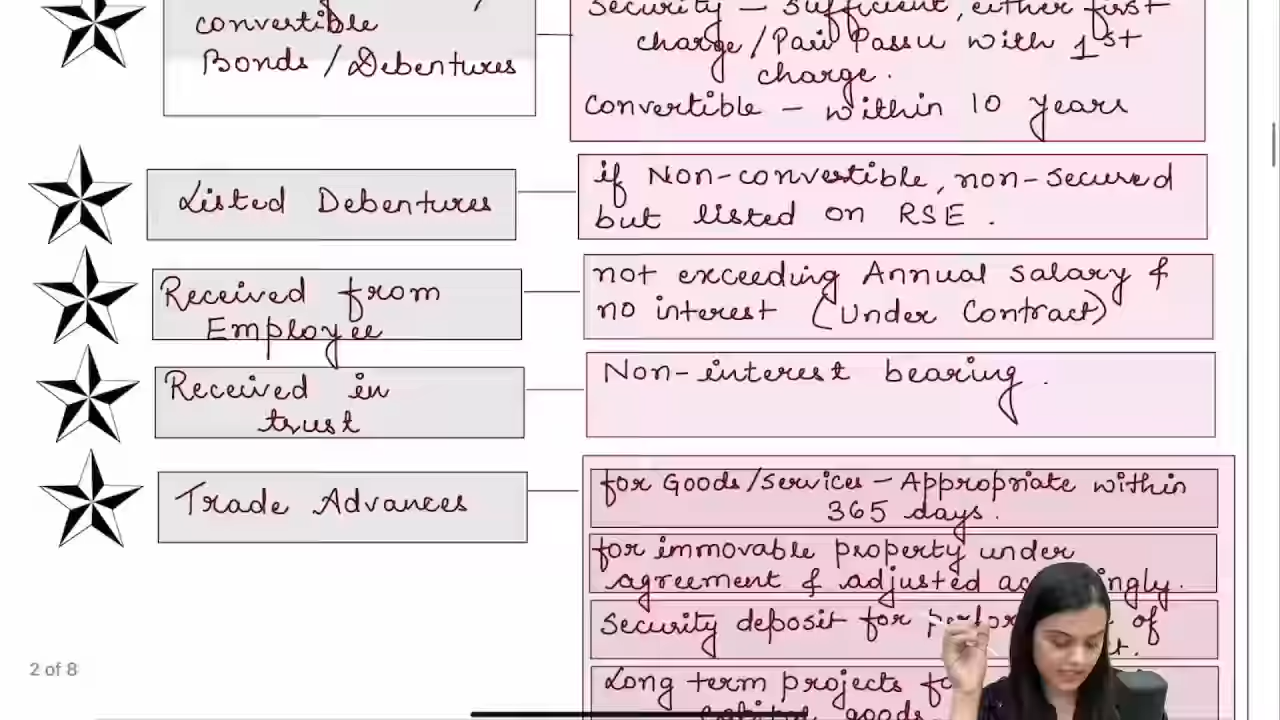 convertible
Bonds / Debentures
Security – Sufficient, either first
charge / Pari Passu with 1st
charge.
convertible – within 10 years
Listed Debentures
if Non-convertible, non-secured
but listed on RSE.
Received from
Employee
not exceeding Annual salary &
no interest (Under Contract)
Received in
trust
Non-interest bearing.
Trade Advances
for Goods/Services – Appropriate within
365 days.
for immovable property under
agreement & adjusted
Security deposit for of
Long term projects
capital goods
2 of 8